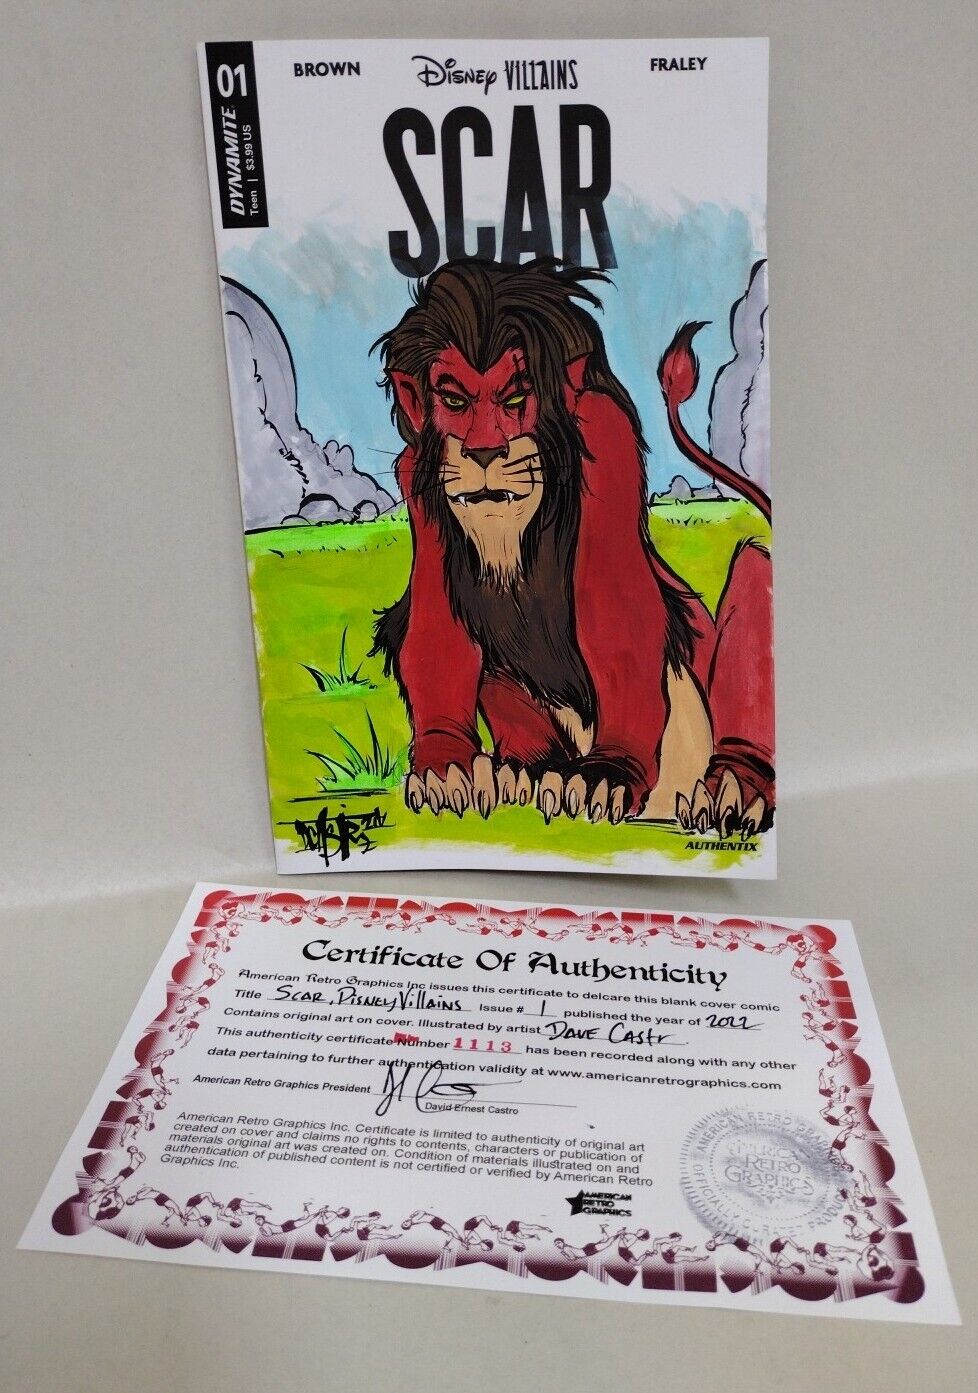 01
DYNAMITE
Teen | $3.99 US
BROWN
Disney VILLAINS
FRALEY
SCAR
AUTHENTIX
Certificate Of Authenticity
American Retro Graphics Inc issues this certificate to delcare this blank cover comic
Title Scar, Disney Villains Issue # 1 published the year of 2022
Contains original art on cover. Illustrated by artist Dave Castr
This authenticity certificate Number 1113 has been recorded along with any other
data pertaining to further authentication validity at www.americanretrographics.com
American Retro Graphics President
David Ernest Castro
American Retro Graphics Inc. Certificate is limited to authenticity of original art
created on cover and claims no rights to contents, characters or publication of
materials original art was created on. Condition of materials illustrated on and
authentication of published content is not certified or verified by American Retro
Graphics Inc.
AMERICAN
RETRO
GRAPHICS
RETRO
GRAPHICS